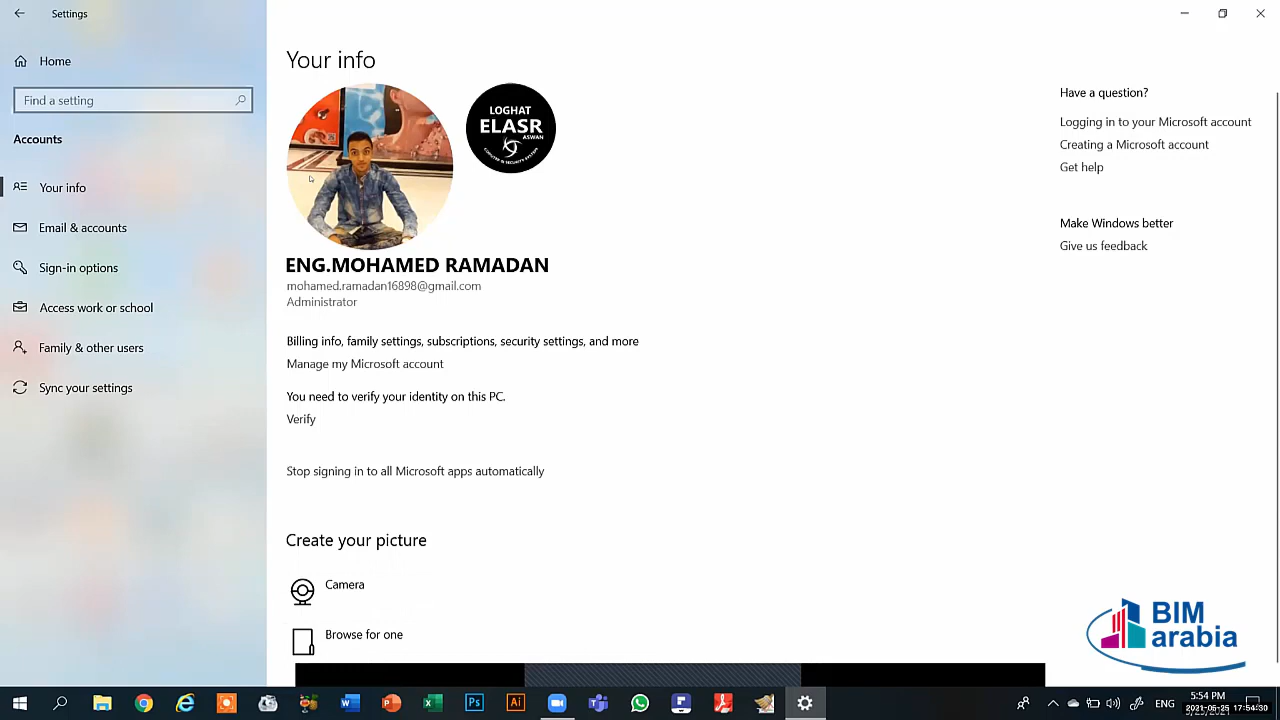 Settings
Home
Find a setting
Accounts
Your info
Email & accounts
Sign-in options
Access work or school
Family & other users
Sync your settings
Your info
LOGHAT
ELASR
ASWAN
COMPUTER & SECURITY SYSTEM
ENG.MOHAMED RAMADAN
mohamed.ramadan16898@gmail.com
Administrator
Billing info, family settings, subscriptions, security settings, and more
Manage my Microsoft account
You need to verify your identity on this PC.
Verify
Stop signing in to all Microsoft apps automatically
Create your picture
Camera
Browse for one
Have a question?
Logging in to your Microsoft account
Creating a Microsoft account
Get help
Make Windows better
Give us feedback
BIM
arabia
ENG
5:54 PM
2021-06-25 17:54:30